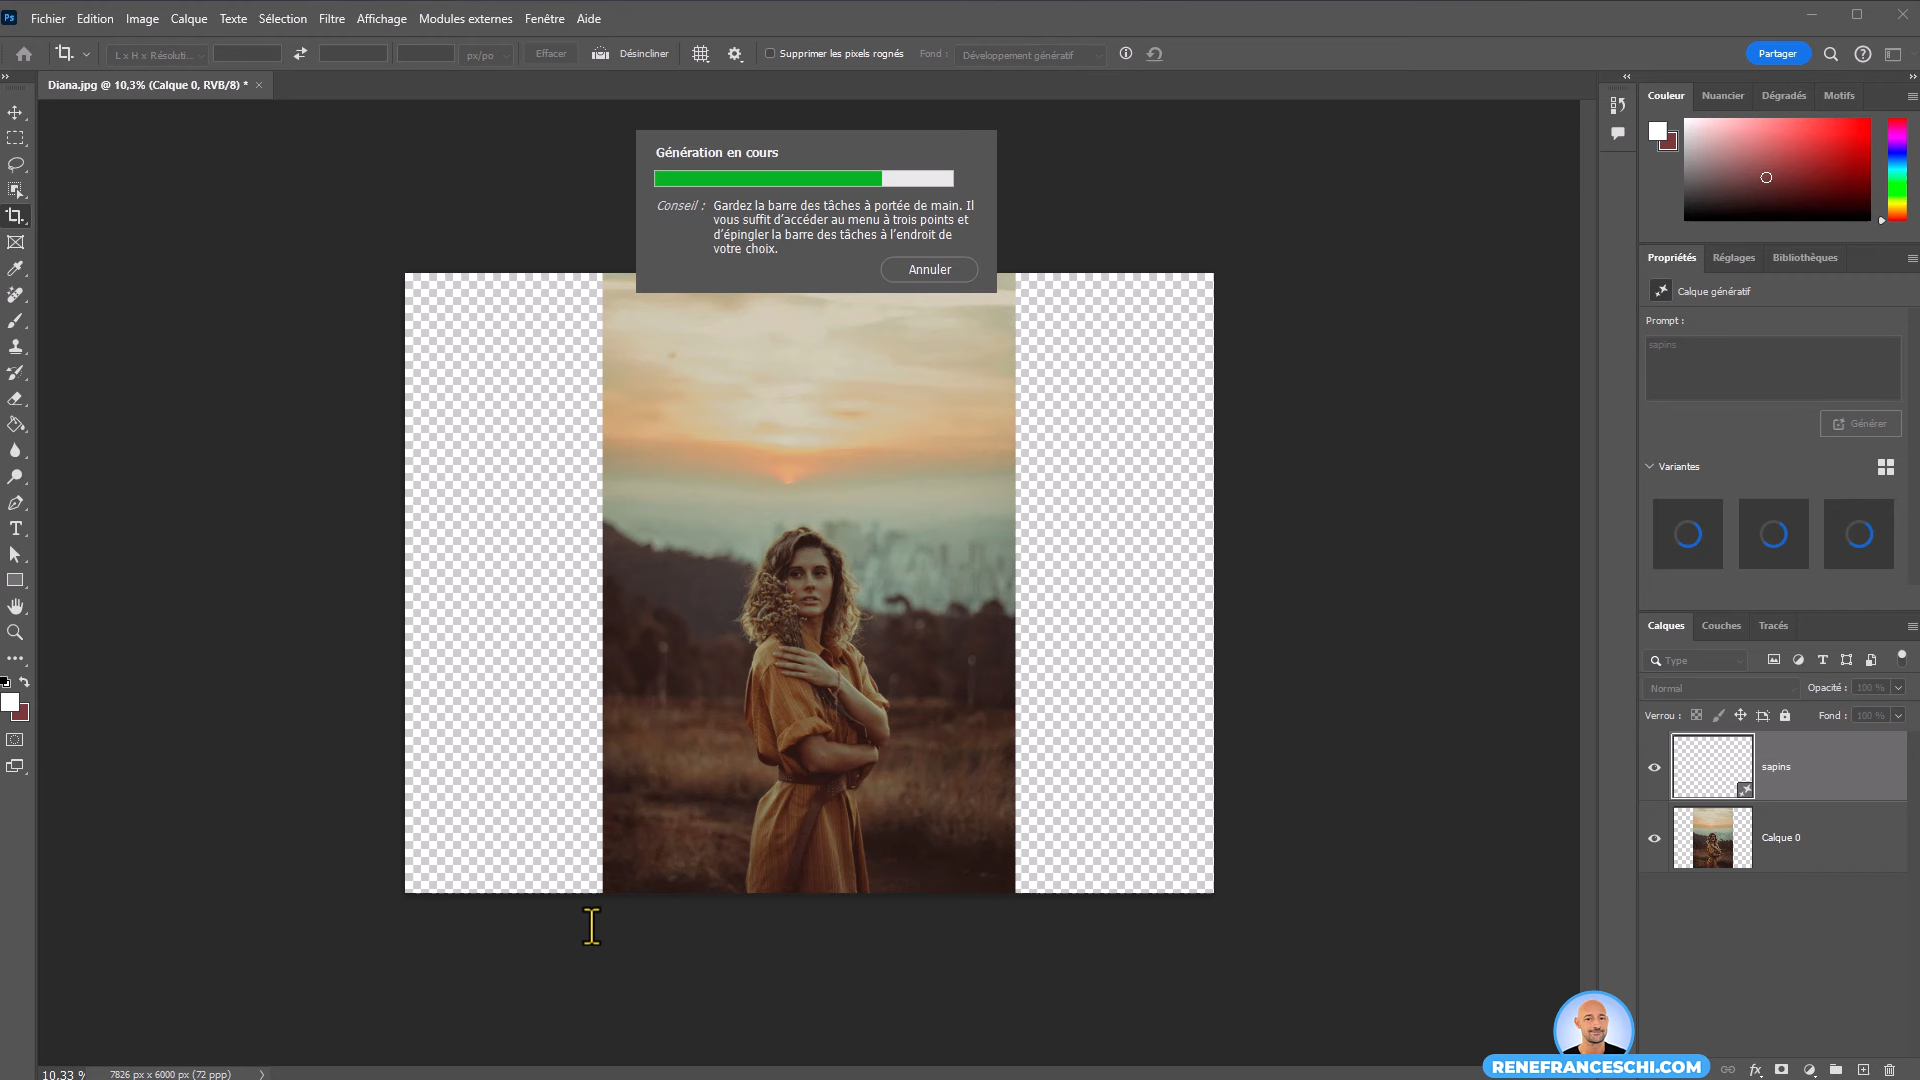 Ps Fichier Edition Image Calque Texte Sélection Filtre Affichage Modules externes Fenêtre Aide
L x H x Résoluti... px/po Effacer Désincliner Supprimer les pixels rognés Fond : Développement génératif Partager
Diana.jpg @ 10,3% (Calque 0, RVB/8) *
Couleur Nuancier Dégradés Motifs
Génération en cours
Conseil : Gardez la barre des tâches à portée de main. Il
vous suffit d'accéder au menu à trois points et
d'épingler la barre des tâches à l'endroit de
votre choix.
Annuler
Propriétés Réglages Bibliothèques
Calque génératif
Prompt :
sapins
Générer
Variantes
Calques Couches Tracés
Type
Normal Opacité : 100 %
Verrou : Fond : 100 %
sapins
Calque 0
RENEFRANCESCHI.COM
10,33 % 7826 px x 6000 px (72 ppp)